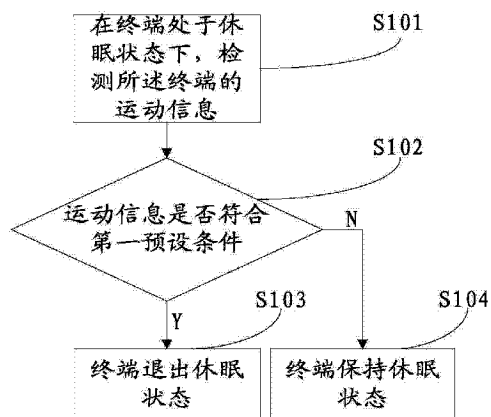 在终端处于休
眠状态下，检
测所述终端的
运动信息
S101
S102
运动信息是否符合
第一预设条件
N
Y
S103
S104
终端退出休眠
状态
终端保持休眠
状态